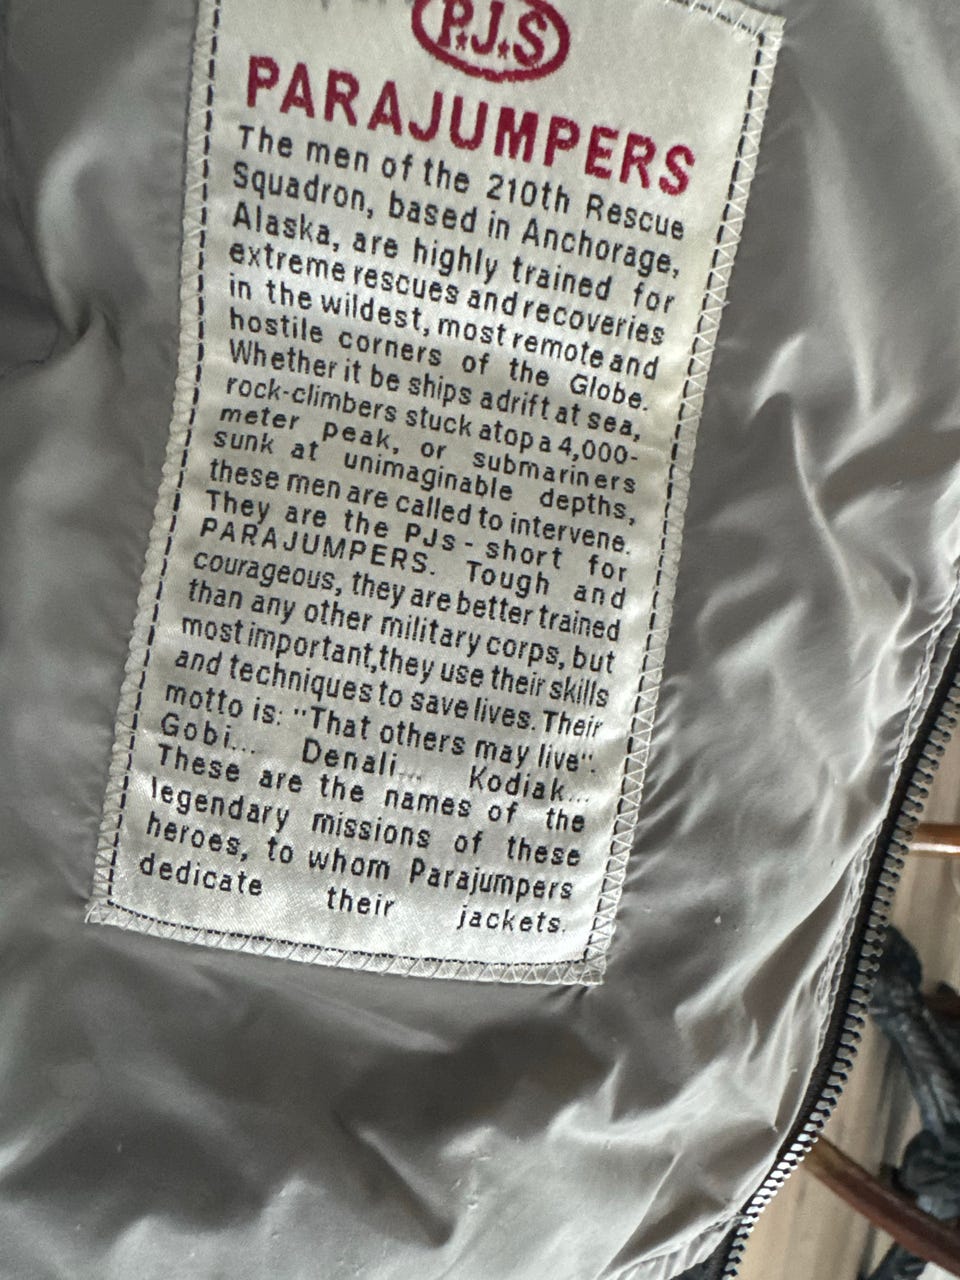 P.J.S
PARAJUMPERS
The men of the 210th Rescue
Squadron, based in Anchorage,
Alaska, are highly trained for
extreme rescues and recoveries
in the wildest, most remote and
hostile corners of the Globe.
Whether it be ships adrift at sea,
rock-climbers stuck atop a 4,000-
meter peak, or submariners
sunk at unimaginable depths,
these men are called to intervene.
They are the PJs - short for
PARAJUMPERS. Tough and
courageous, they are better trained
than any other military corps, but
most important,they use their skills
and techniques to save lives. Their
motto is: "That others may live".
Gobi... Denali... Kodiak...
These are the names of the
legendary missions of these
heroes, to whom Parajumpers
dedicate their jackets.